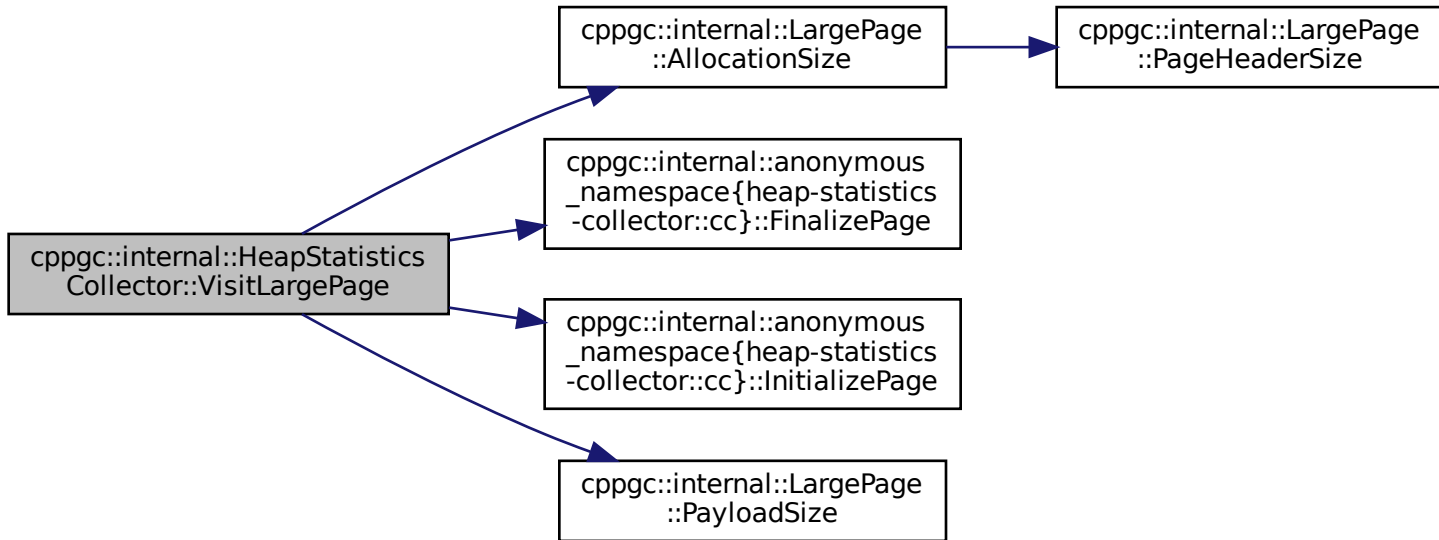 cppgc::internal::HeapStatistics
Collector::VisitLargePage
cppgc::internal::LargePage
::AllocationSize
cppgc::internal::LargePage
::PageHeaderSize
cppgc::internal::anonymous
_namespace{heap-statistics
-collector::cc}::FinalizePage
cppgc::internal::anonymous
_namespace{heap-statistics
-collector::cc}::InitializePage
cppgc::internal::LargePage
::PayloadSize